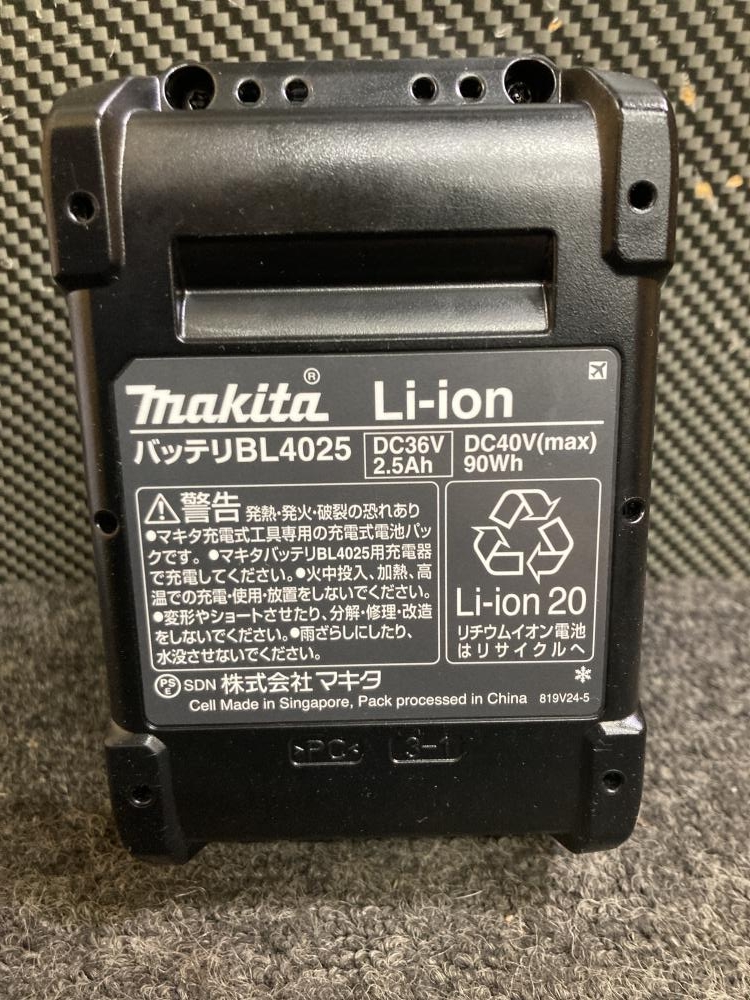 makita® Li-ion
バッテリBL4025 DC36V 2.5Ah DC40V(max) 90Wh
警告 発熱・発火・破裂の恐れあり
●マキタ充電式工具専用の充電式電池パッ
クです。●マキタバッテリBL4025用充電器
で充電してください。●火中投入、加熱、高
温での充電・使用・放置をしないでください。
●変形やショートさせたり、分解・修理・改造
をしないでください。●雨ざらしにしたり、
水没させないでください。
Li-ion 20
リチウムイオン電池
はリサイクルへ
PSE SDN 株式会社マキタ
Cell Made in Singapore, Pack processed in China 819V24-5
>PC< 3-1